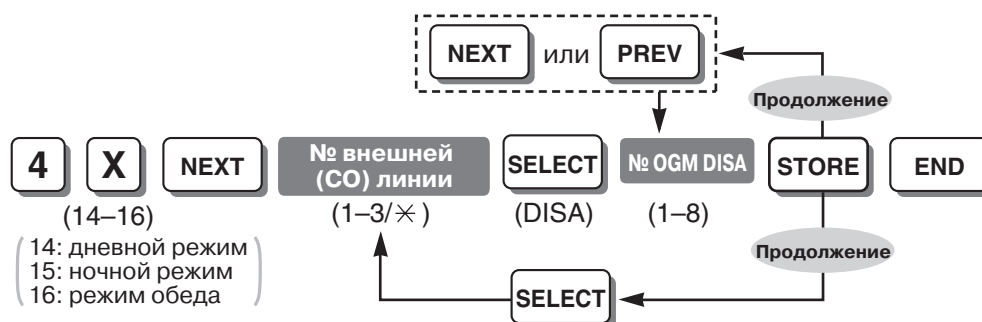 NEXT или PREV
Продолжение
4 X NEXT № внешней (CO) линии SELECT № OGM DISA STORE END
(14–16) (1–3/✳) (DISA) (1–8)
14: дневной режим
15: ночной режим
16: режим обеда
Продолжение
SELECT